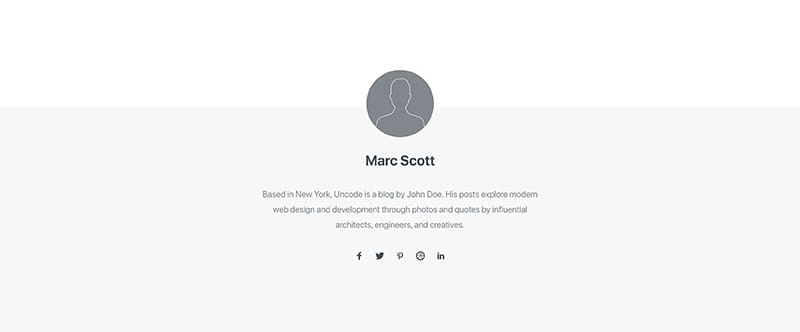 Marc Scott
Based in New York, Uncode is a blog by John Doe. His posts explore modern
web design and development through photos and quotes by influential
architects, engineers, and creatives.